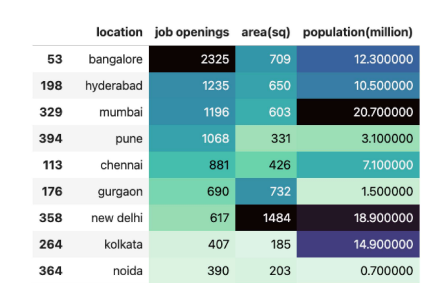 location job openings area(sq) population(million)
53 bangalore 2325 709 12.300000
198 hyderabad 1235 650 10.500000
329 mumbai 1196 603 20.700000
394 pune 1068 331 3.100000
113 chennai 881 426 7.100000
176 gurgaon 690 732 1.500000
358 new delhi 617 1484 18.900000
264 kolkata 407 185 14.900000
364 noida 390 203 0.700000